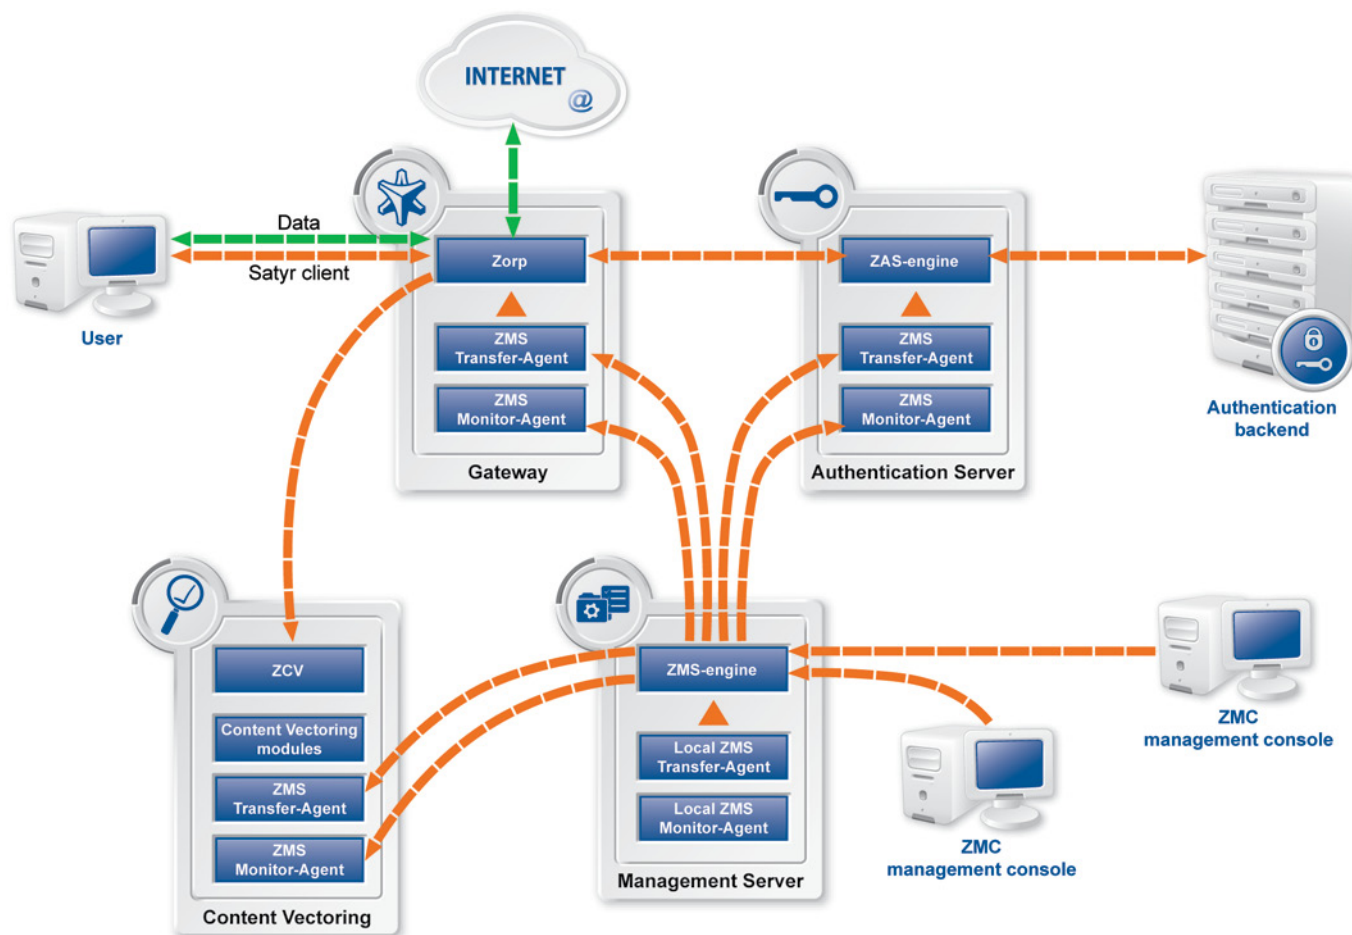 INTERNET
@
Data
Satyr client
User
Zorp
ZMS
Transfer-Agent
ZMS
Monitor-Agent
Gateway
ZAS-engine
ZMS
Transfer-Agent
ZMS
Monitor-Agent
Authentication Server
Authentication
backend
ZCV
Content Vectoring
modules
ZMS
Transfer-Agent
ZMS
Monitor-Agent
Content Vectoring
ZMS-engine
Local ZMS
Transfer-Agent
Local ZMS
Monitor-Agent
Management Server
ZMC
management console
ZMC
management console